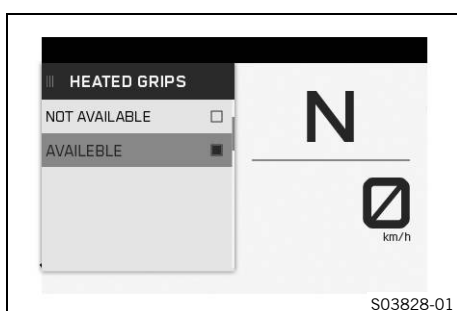 HEATED GRIPS
NOT AVAILABLE
AVAILEBLE
N
0
km/h
S03828-01